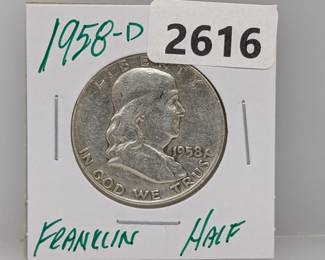 1958-D
2616
LIBERTY
1958
IN GOD WE TRUST
FRANKLIN HALF